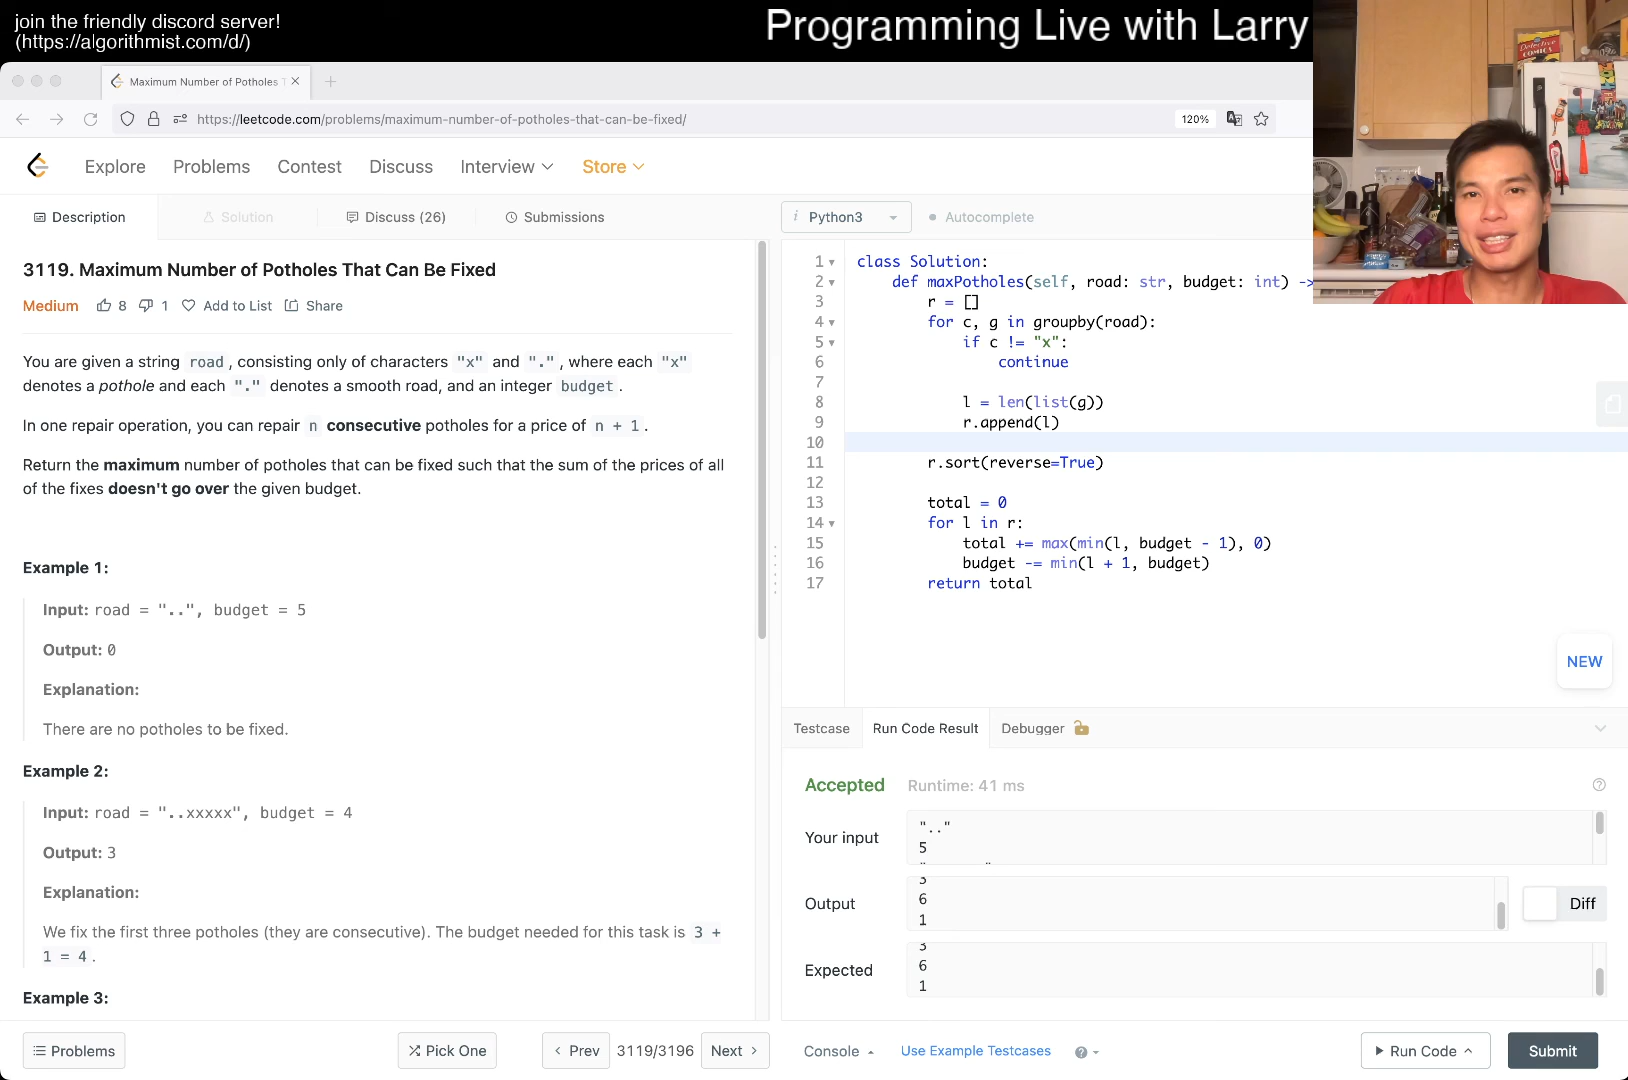 join the friendly discord server!
(https://algorithmist.com/d/)
Programming Live with Larry
Maximum Number of Potholes T
https://leetcode.com/problems/maximum-number-of-potholes-that-can-be-fixed/
120%
Explore Problems Contest Discuss Interview Store
Description Solution Discuss (26) Submissions
3119. Maximum Number of Potholes That Can Be Fixed
Medium 8 1 Add to List Share
You are given a string road, consisting only of characters "x" and ".", where each "x"
denotes a pothole and each "." denotes a smooth road, and an integer budget.
In one repair operation, you can repair n consecutive potholes for a price of n + 1.
Return the maximum number of potholes that can be fixed such that the sum of the prices of all
of the fixes doesn't go over the given budget.
Example 1:
Input: road = "..", budget = 5
Output: 0
Explanation:
There are no potholes to be fixed.
Example 2:
Input: road = "..xxxxx", budget = 4
Output: 3
Explanation:
We fix the first three potholes (they are consecutive). The budget needed for this task is 3 +
1 = 4.
Example 3:
Problems Pick One Prev 3119/3196 Next
i Python3 Autocomplete
1 class Solution:
2 def maxPotholes(self, road: str, budget: int) ->
3 r = []
4 for c, g in groupby(road):
5 if c != "x":
6 continue
7
8 l = len(list(g))
9 r.append(l)
10
11 r.sort(reverse=True)
12
13 total = 0
14 for l in r:
15 total += max(min(l, budget - 1), 0)
16 budget -= min(l + 1, budget)
17 return total
NEW
Testcase Run Code Result Debugger
Accepted Runtime: 41 ms
Your input
".."
5
Output
3
6
1
Diff
Expected
3
6
1
Console Use Example Testcases Run Code Submit
DETECTIVE
COMICS